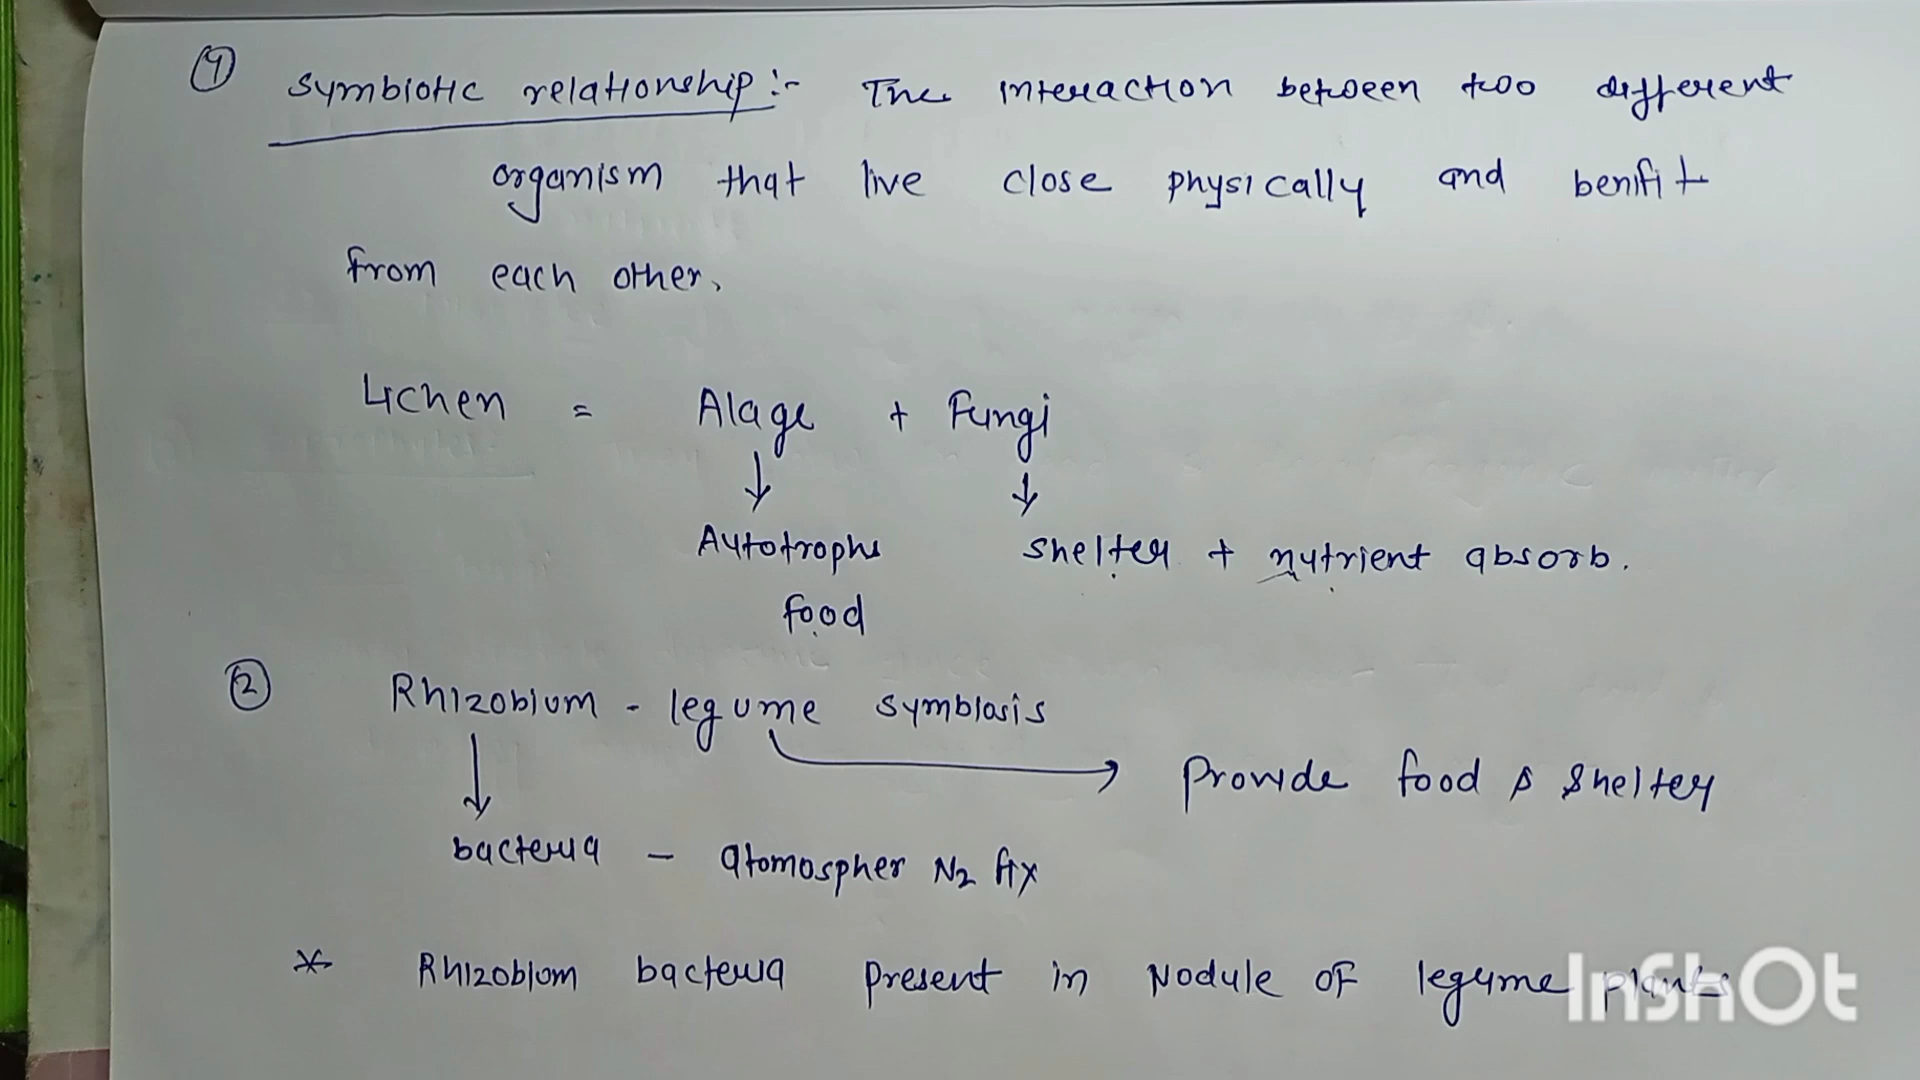 ① Symbiotic relationship :- The interaction between two different
organism that live close physically and benifit
from each other.
Lichen = Alage + Fungi
↓ ↓
Autotrophs shelter + nutrient absorb.
food
② Rhizobium - legume symbiosis
→ Provide food & shelter
↓
bacteria - atomospher N2 fix
* Rhizobium bacteria present in Nodule of legume plants
InShOt